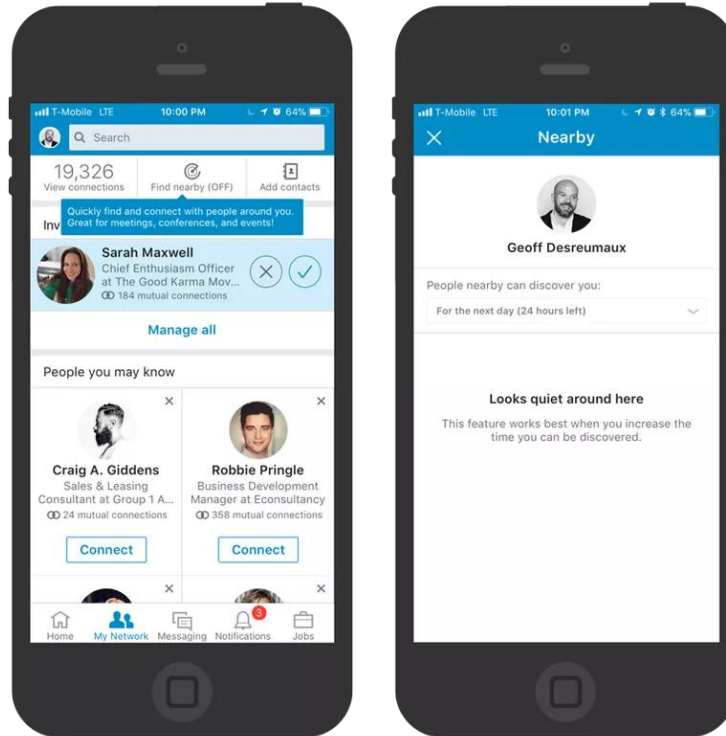 T-Mobile LTE 10:00 PM 64%
Search
19,326
View connections
Find nearby (OFF)
Add contacts
Quickly find and connect with people around you.
Great for meetings, conferences, and events!
Inv
Sarah Maxwell
Chief Enthusiasm Officer
at The Good Karma Mov...
184 mutual connections
Manage all
People you may know
Craig A. Giddens
Sales & Leasing
Consultant at Group 1 A...
24 mutual connections
Connect
Robbie Pringle
Business Development
Manager at Econsultancy
358 mutual connections
Connect
Home
My Network
Messaging
3
Notifications
Jobs
T-Mobile LTE 10:01 PM 64%
Nearby
Geoff Desreumaux
People nearby can discover you:
For the next day (24 hours left)
Looks quiet around here
This feature works best when you increase the
time you can be discovered.